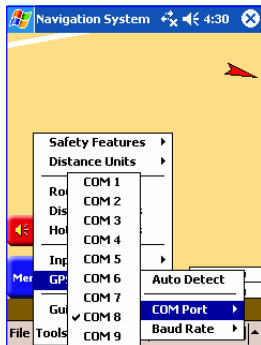 Navigation System 4:30
Safety Features
Distance Units
COM 1
COM 2
COM 3
COM 4
COM 5
COM 6
COM 7
COM 8
COM 9
Auto Detect
COM Port
Baud Rate
File Tools